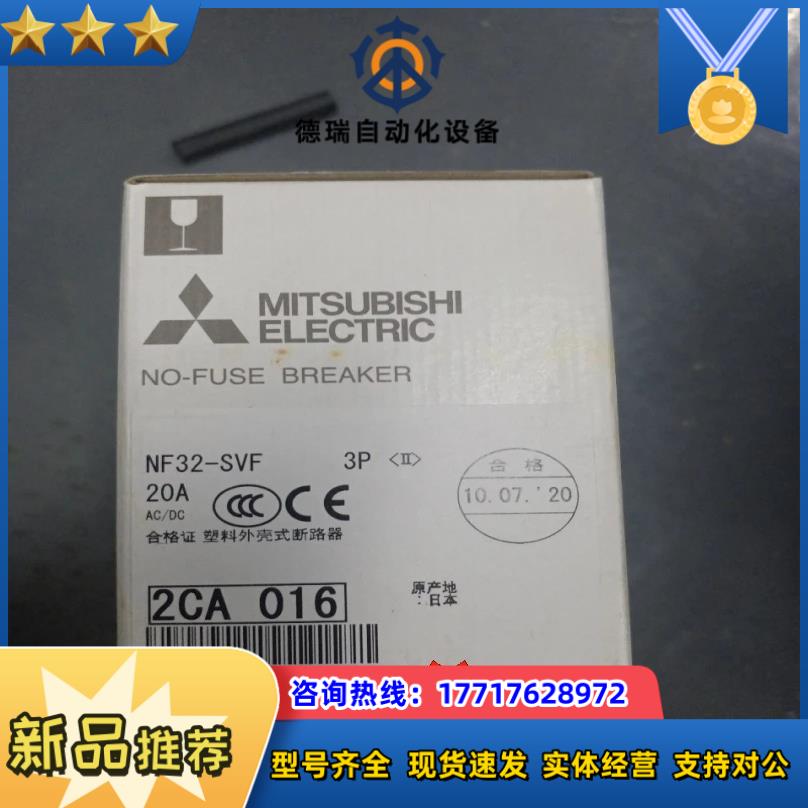 德瑞自动化设备
MITSUBISHI
ELECTRIC
NO-FUSE BREAKER
NF32-SVF 3P <II>
20A
AC/DC
CCC CE
合格证 塑料外壳式断路器
合格
10.07.'20
2CA 016
原产地
:日本
咨询热线：17717628972
新品推荐
型号齐全 现货速发 实体经营 支持对公